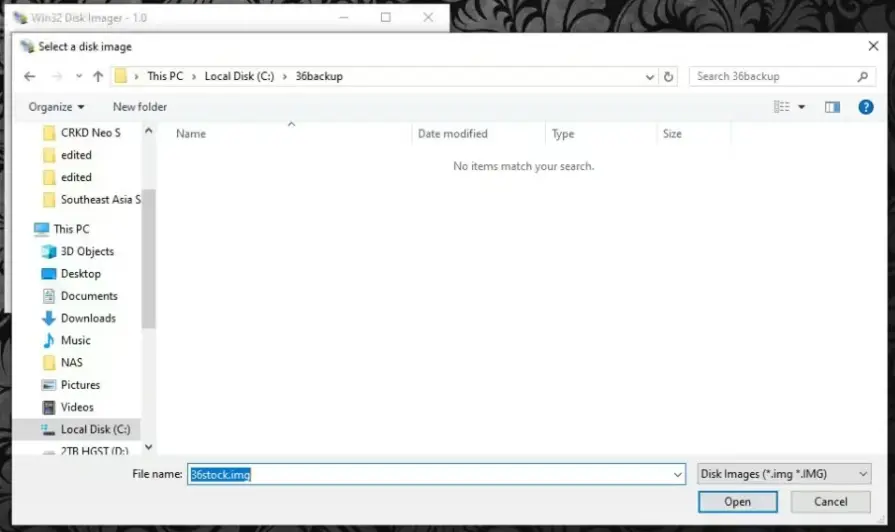 Win32 Disk Imager - 1.0
Select a disk image
This PC > Local Disk (C:) > 36backup
Search 36backup
Organize
New folder
CRKD Neo S
edited
edited
Southeast Asia S
This PC
3D Objects
Desktop
Documents
Downloads
Music
NAS
Pictures
Videos
Local Disk (C:)
2TB HGST (D:)
Name
Date modified
Type
Size
No items match your search.
File name:
36stock.img
Disk Images (*.img *.IMG)
Open
Cancel